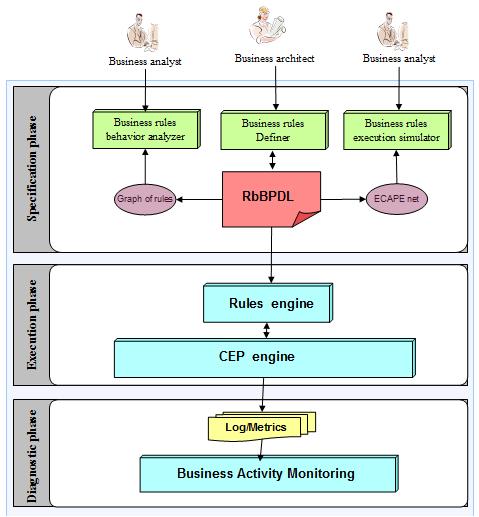 Business analyst
Business architect
Business analyst
Specification phase
Business rules
behavior analyzer
Business rules
Definer
Business rules
execution simulator
Graph of rules
RbBPDL
ECAPE net
Execution phase
Rules engine
CEP engine
Diagnostic phase
Log/Metrics
Business Activity Monitoring